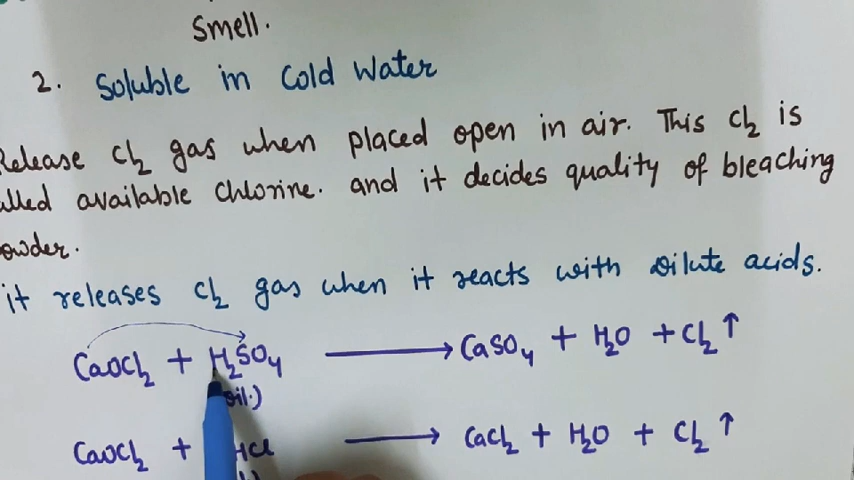 Smell.
2. Soluble in Cold Water
Release Cl₂ gas when placed open in air. This Cl₂ is
available Chlorine. and it decides quality of bleaching
it releases Cl₂ gas when it reacts with dilute acids.
CaOCl₂ + H₂SO₄ → CaSO₄ + H₂O + Cl₂ ↑
CaOCl₂ + HCl → CaCl₂ + H₂O + Cl₂ ↑